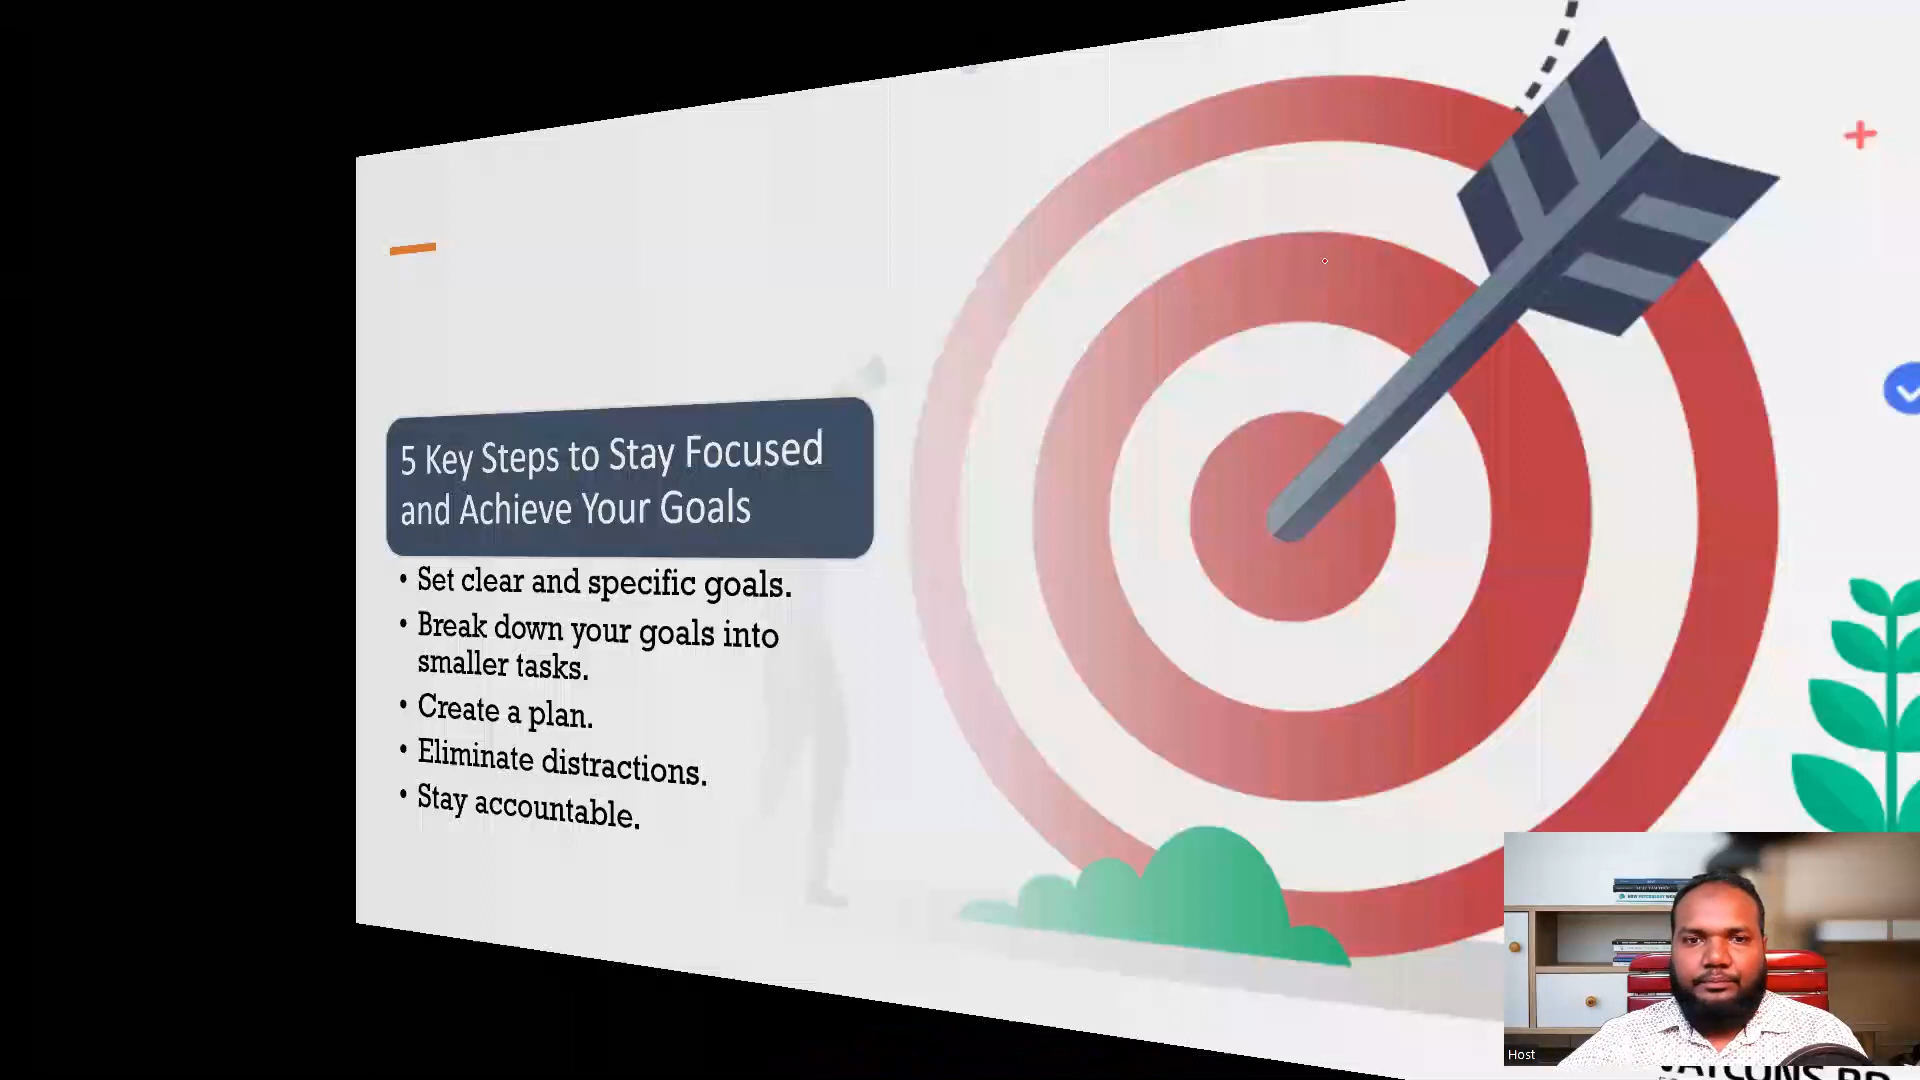 5 Key Steps to Stay Focused
and Achieve Your Goals
• Set clear and specific goals.
• Break down your goals into
smaller tasks.
• Create a plan.
• Eliminate distractions.
• Stay accountable.
Host